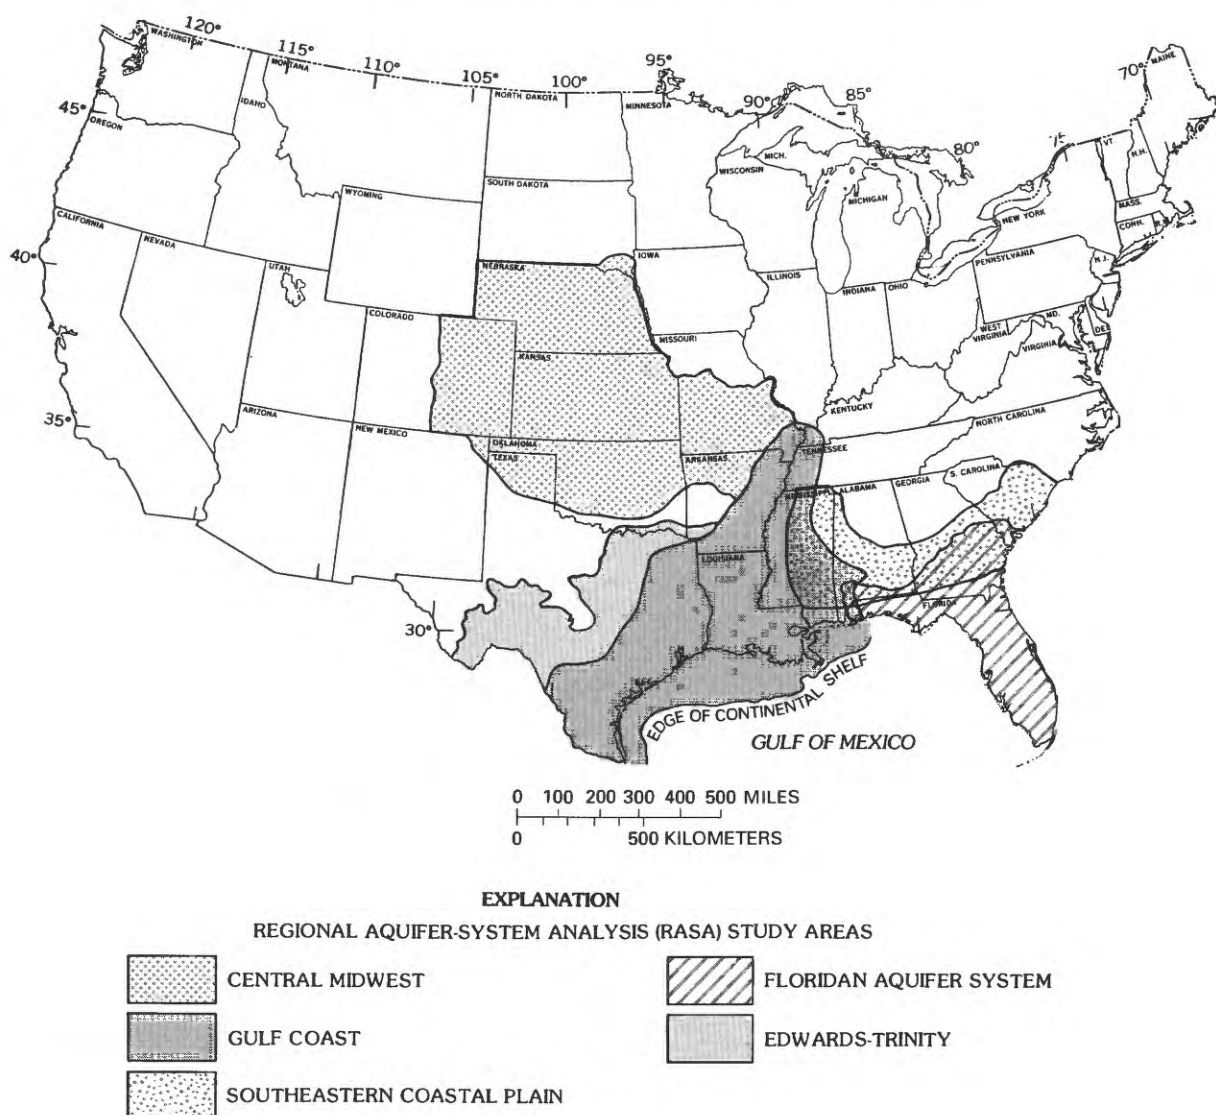 120°
WASHINGTON
115°
MONTANA
110°
105°
NORTH DAKOTA
100°
95°
MINNESOTA
90°
85°
80°
75
70°
MAINE
45°
OREGON
IDAHO
WISCONSIN
MICH.
MICHIGAN
VT.
N.H.
MASS.
CONN.
R.I.
NEW YORK
SOUTH DAKOTA
WYOMING
CALIFORNIA
NEVADA
40°
UTAH
NEBRASKA
IOWA
ILLINOIS
INDIANA
OHIO
PENNSYLVANIA
N.J.
COLORADO
KANSAS
MISSOURI
WEST
VIRGINIA
MD.
DE
VIRGINIA
KENTUCKY
35°
ARIZONA
NEW MEXICO
OKLAHOMA
TEXAS
ARKANSAS
TENNESSEE
NORTH CAROLINA
S. CAROLINA
MISSISSIPPI
ALABAMA
GEORGIA
LOUISIANA
FLORIDA
30°
EDGE OF CONTINENTAL SHELF
GULF OF MEXICO
0 100 200 300 400 500 MILES
0 500 KILOMETERS
EXPLANATION
REGIONAL AQUIFER-SYSTEM ANALYSIS (RASA) STUDY AREAS
CENTRAL MIDWEST
FLORIDAN AQUIFER SYSTEM
GULF COAST
EDWARDS-TRINITY
SOUTHEASTERN COASTAL PLAIN